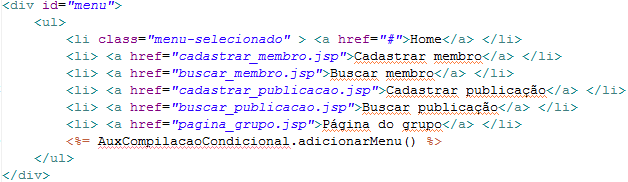 <div id="menu">
<ul>
<li class="menu-selecionado" > <a href="#">Home</a> </li>
<li> <a href="cadastrar_membro.jsp">Cadastrar membro</a> </li>
<li> <a href="buscar_membro.jsp">Buscar membro</a> </li>
<li> <a href="cadastrar_publicacao.jsp">Cadastrar publicação</a> </li>
<li> <a href="buscar_publicacao.jsp">Buscar publicação</a> </li>
<li> <a href="pagina_grupo.jsp">Página do grupo</a> </li>
<%= AuxCompilacaoCondicional.adicionarMenu() %>
</ul>
</div>